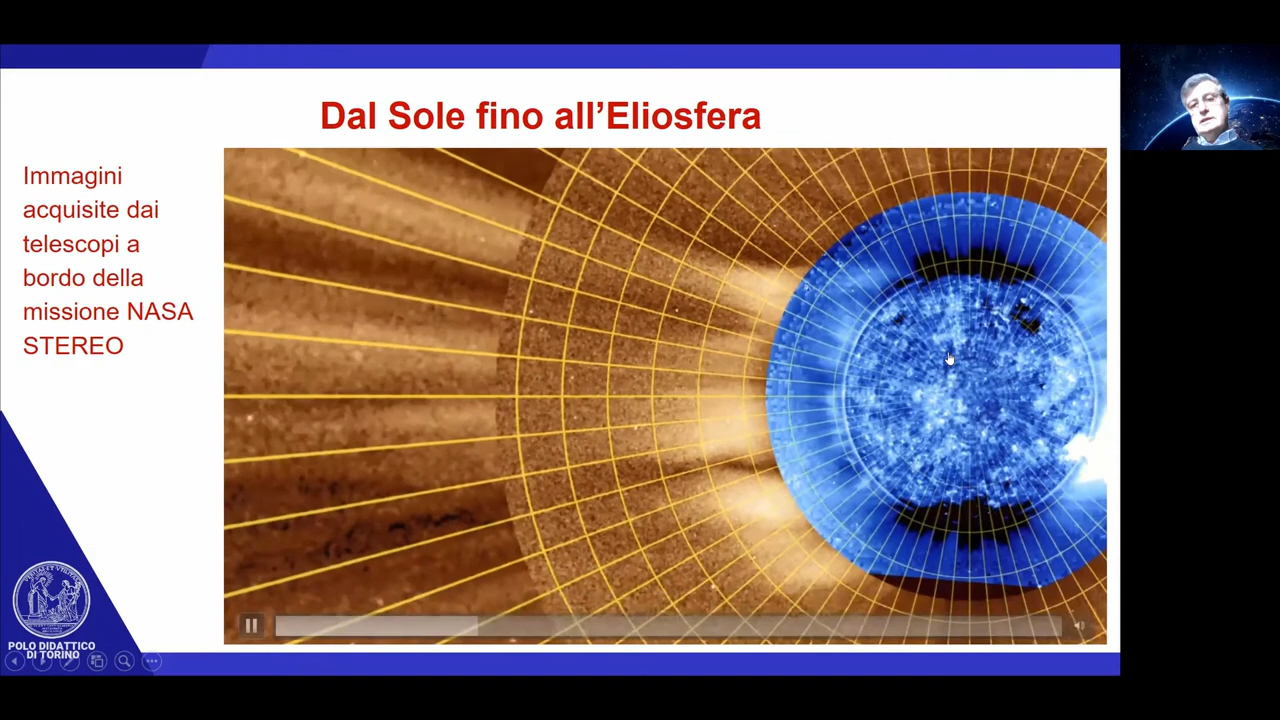 Dal Sole fino all’Eliosfera
Immagini
acquisite dai
telescopi a
bordo della
missione NASA
STEREO
POLO DIDATTICO
DI TORINO